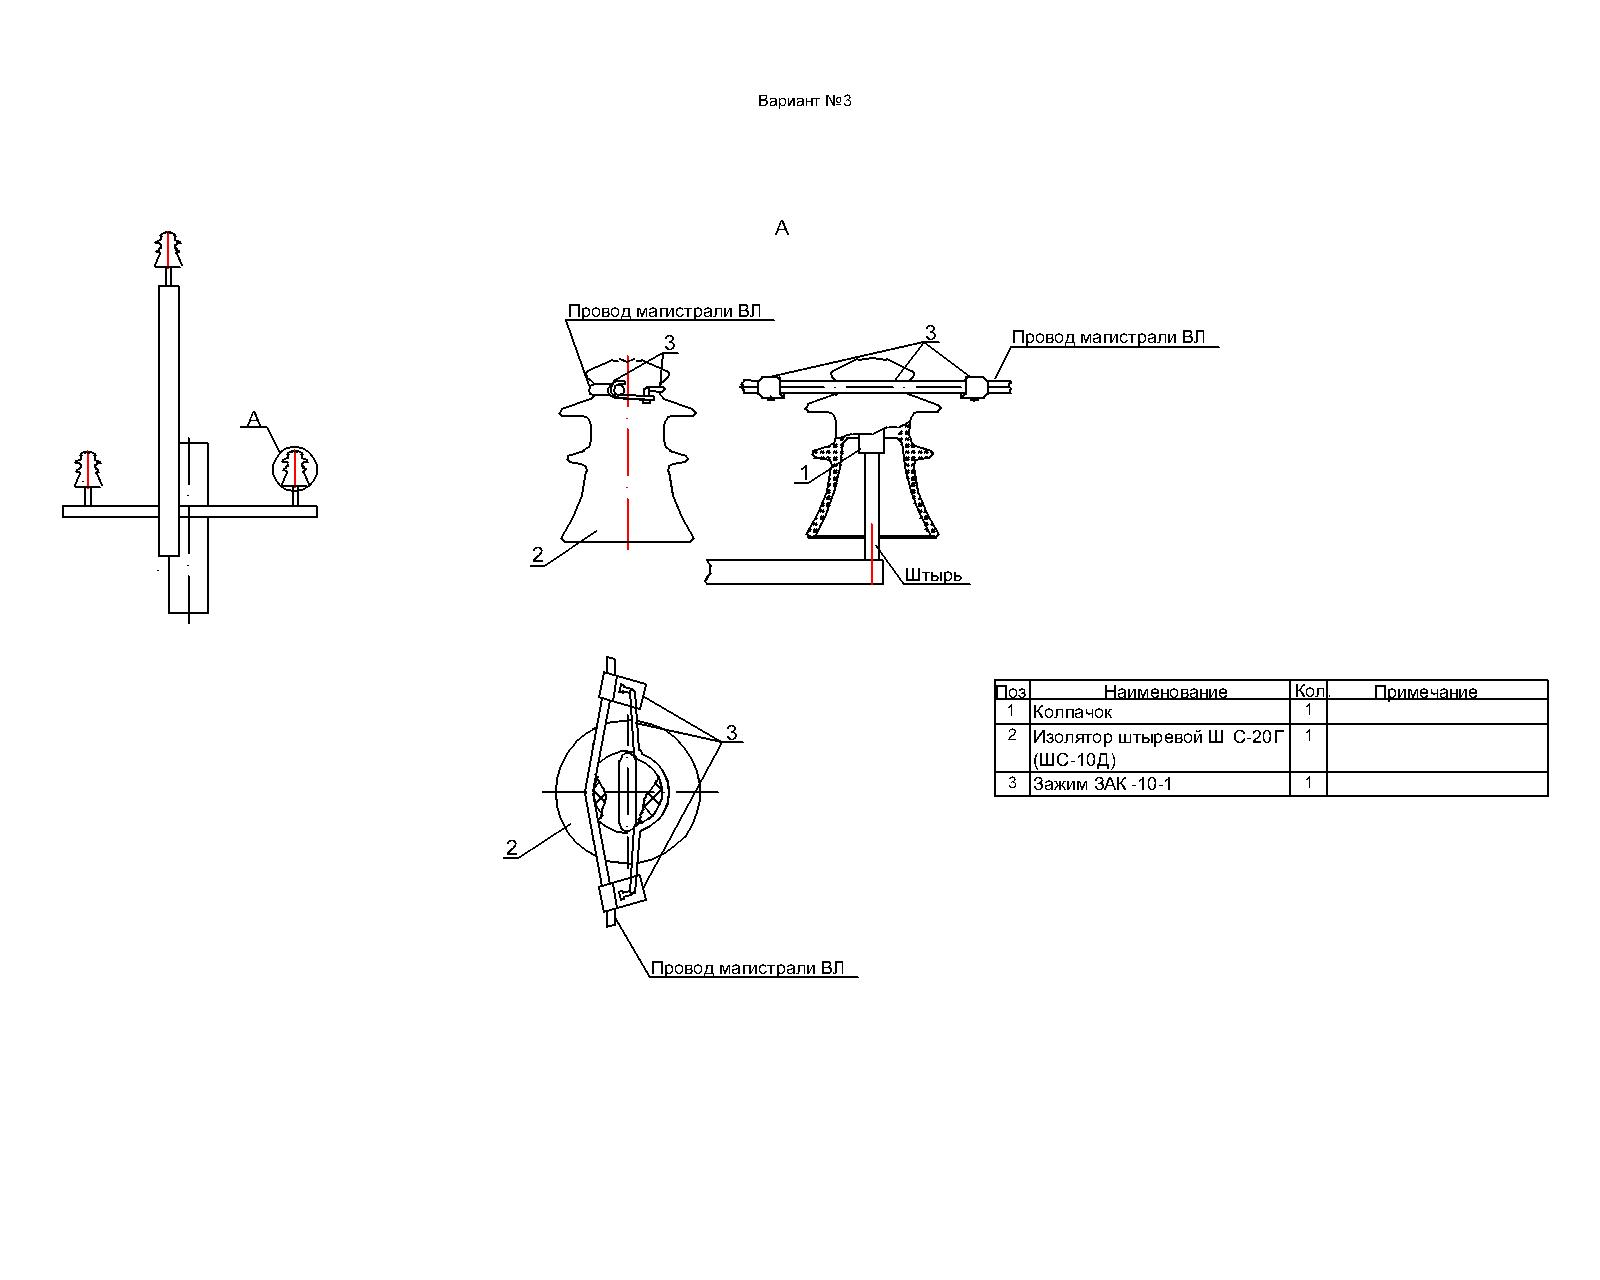 Вариант №3
А
Провод магистрали ВЛ
3
3
Провод магистрали ВЛ
А
1
2
Штырь
3
2
Провод магистрали ВЛ
Поз Наименование Кол. Примечание
1 Колпачок 1
2 Изолятор штыревой Ш С-20Г 1
(ШС-10Д)
3 Зажим ЗАК -10-1 1